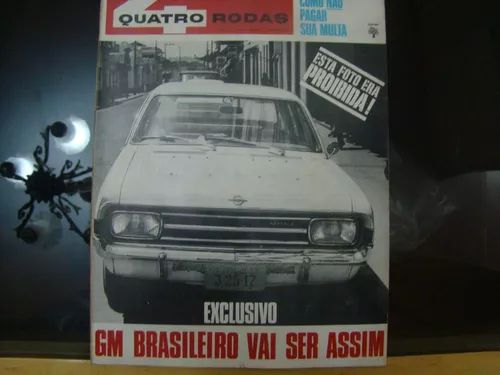 4
QUATRO RODAS
COMO NÃO
PAGAR
SUA MULTA
ESTA FOTO ERA
PROIBIDA!
EXCLUSIVO
GM BRASILEIRO VAI SER ASSIM